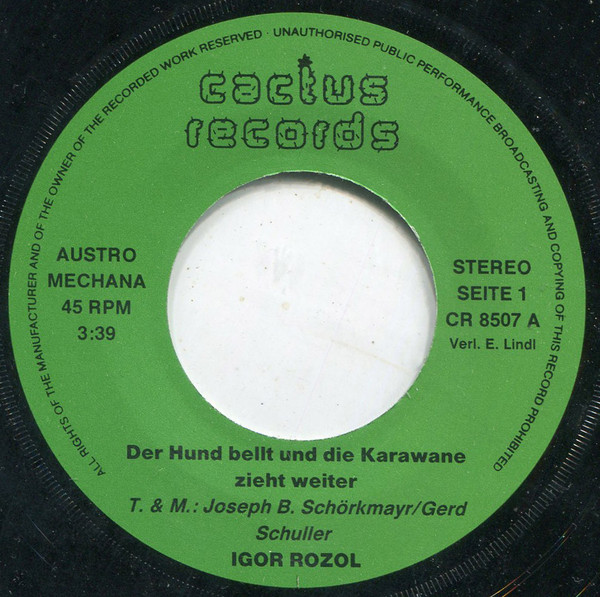 ALL RIGHTS OF THE MANUFACTURER AND OF THE OWNER OF THE RECORDED WORK RESERVED · UNAUTHORISED PUBLIC PERFORMANCE BROADCASTING AND COPYING OF THIS RECORD PROHIBITED
cactus
records
AUSTRO
MECHANA
45 RPM
3:39
STEREO
SEITE 1
CR 8507 A
Verl. E. Lindl
Der Hund bellt und die Karawane
zieht weiter
T. & M.: Joseph B. Schörkmayr/Gerd
Schuller
IGOR ROZOL